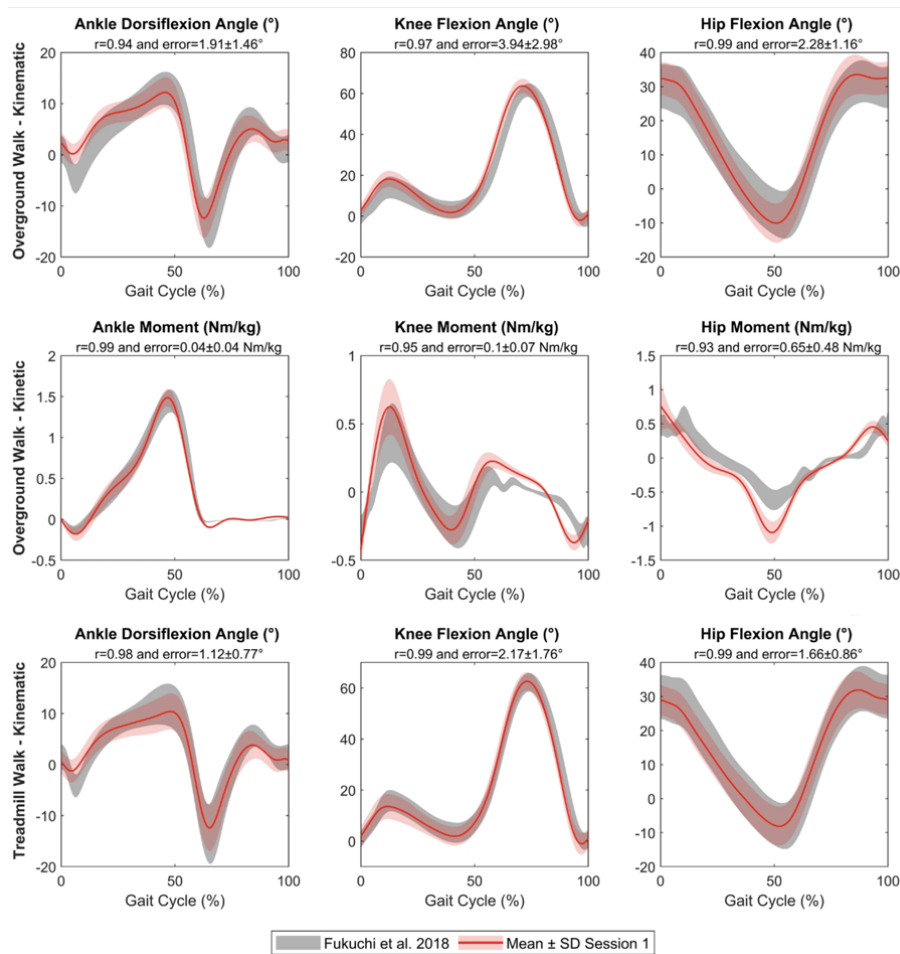 Ankle Dorsiflexion Angle (°)
r=0.94 and error=1.91±1.46°
Knee Flexion Angle (°)
r=0.97 and error=3.94±2.98°
Hip Flexion Angle (°)
r=0.99 and error=2.28±1.16°
Overground Walk - Kinematic
20
10
0
-10
-20
0 50 100
Gait Cycle (%)
80
60
40
20
0
-20
0 50 100
Gait Cycle (%)
40
30
20
10
0
-10
-20
0 50 100
Gait Cycle (%)
Ankle Moment (Nm/kg)
r=0.99 and error=0.04±0.04 Nm/kg
Knee Moment (Nm/kg)
r=0.95 and error=0.1±0.07 Nm/kg
Hip Moment (Nm/kg)
r=0.93 and error=0.65±0.48 Nm/kg
Overground Walk - Kinetic
2
1.5
1
0.5
0
-0.5
0 50 100
Gait Cycle (%)
1
0.5
0
-0.5
0 50 100
Gait Cycle (%)
1.5
1
0.5
0
-0.5
-1
-1.5
0 50 100
Gait Cycle (%)
Ankle Dorsiflexion Angle (°)
r=0.98 and error=1.12±0.77°
Knee Flexion Angle (°)
r=0.99 and error=2.17±1.76°
Hip Flexion Angle (°)
r=0.99 and error=1.66±0.86°
Treadmill Walk - Kinematic
20
10
0
-10
-20
0 50 100
Gait Cycle (%)
60
40
20
0
0 50 100
Gait Cycle (%)
40
30
20
10
0
-10
-20
0 50 100
Gait Cycle (%)
Fukuchi et al. 2018
Mean ± SD Session 1